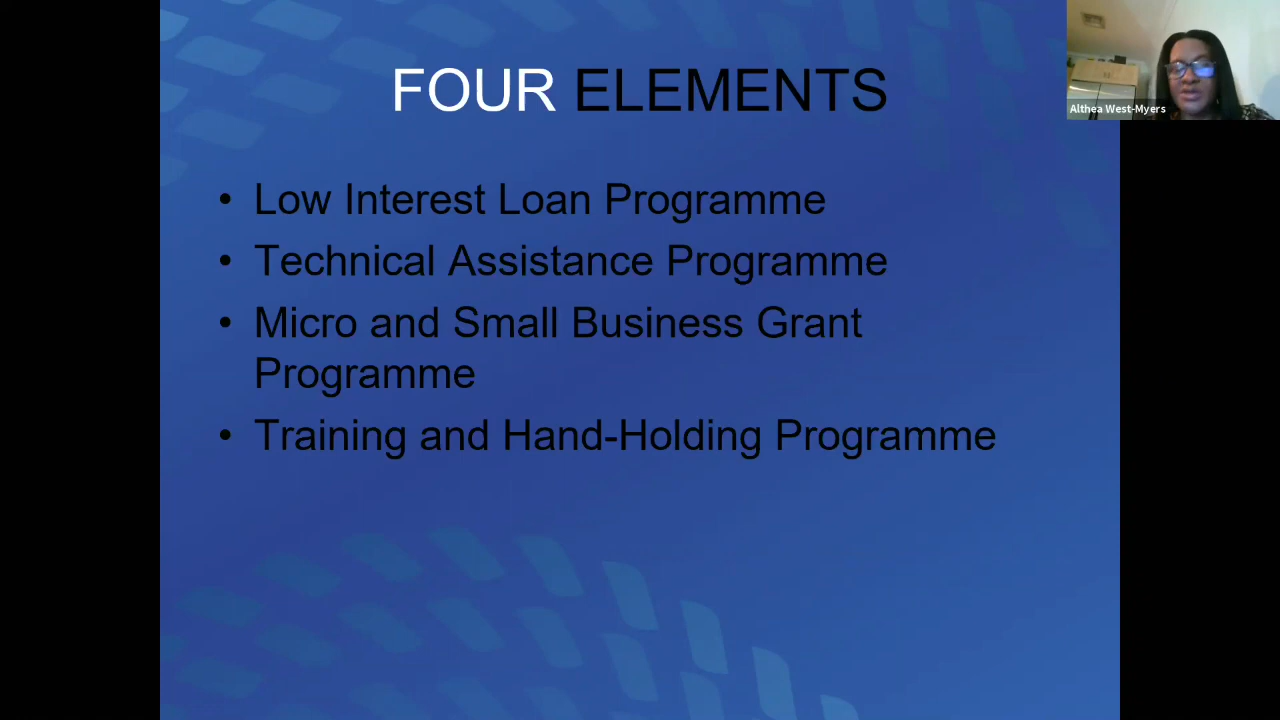 FOUR ELEMENTS
Althea West-Myers
• Low Interest Loan Programme
• Technical Assistance Programme
• Micro and Small Business Grant
Programme
• Training and Hand-Holding Programme